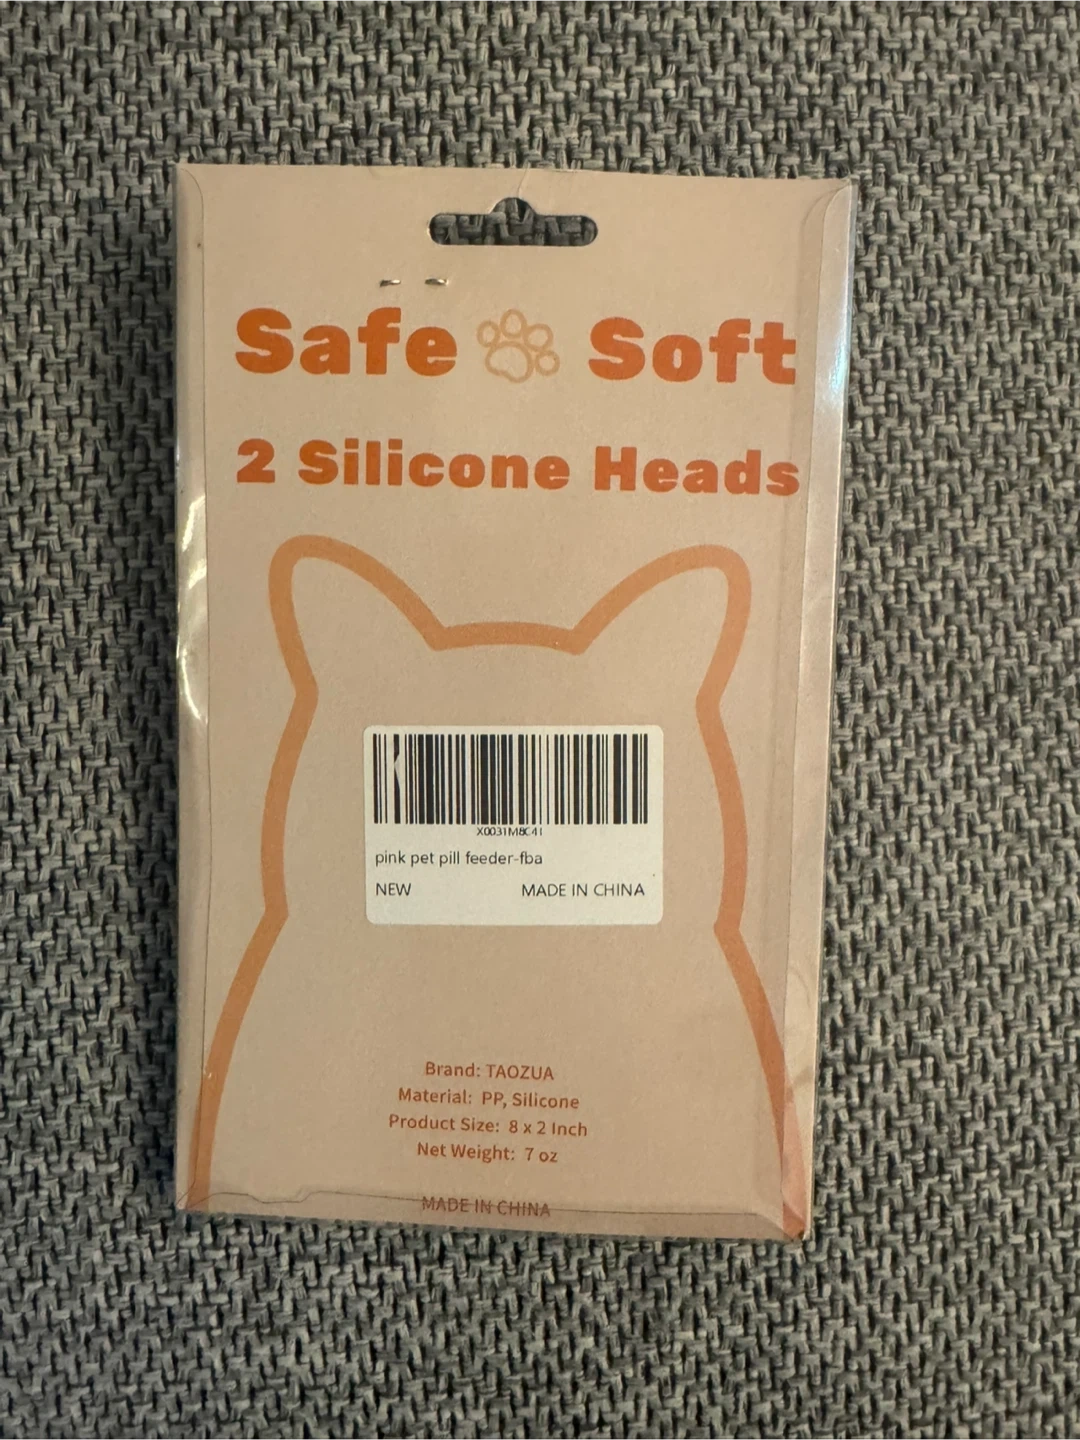 Safe Soft
2 Silicone Heads
X0031M8C41
pink pet pill feeder-fba
NEW MADE IN CHINA
Brand: TAOZUA
Material: PP, Silicone
Product Size: 8 x 2 Inch
Net Weight: 7 oz
MADE IN CHINA